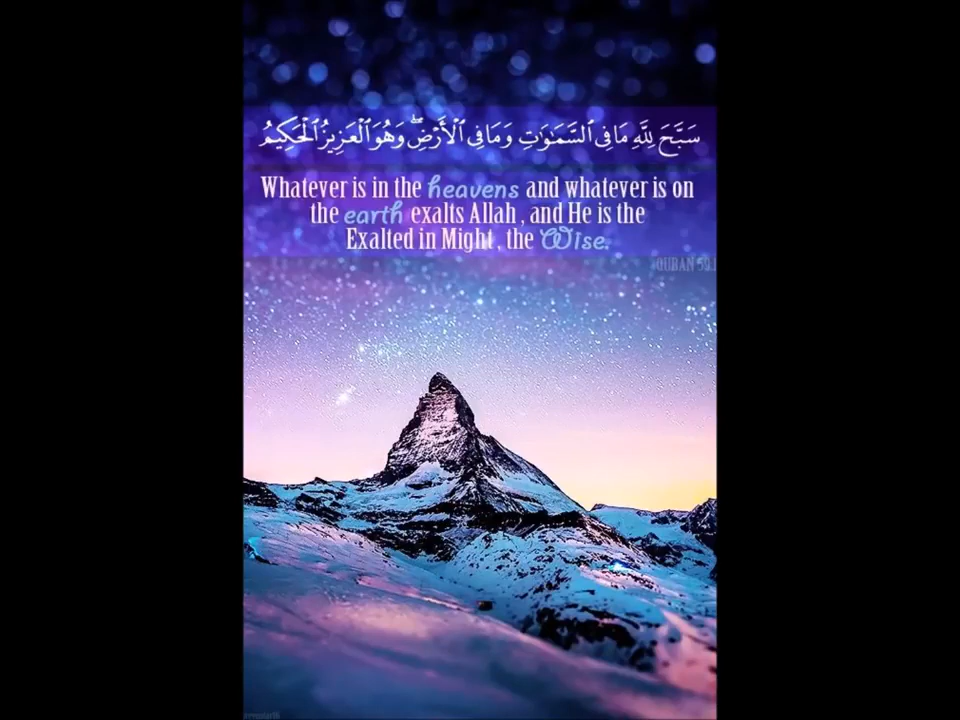 سَبَّحَ لِلَّهِ مَا فِى ٱلسَّمَـٰوَٰتِ وَمَا فِى ٱلْأَرْضِ ۖ وَهُوَ ٱلْعَزِيزُ ٱلْحَكِيمُ
Whatever is in the heavens and whatever is on
the earth exalts Allah , and He is the
Exalted in Might , the Wise.
QURAN 59:1